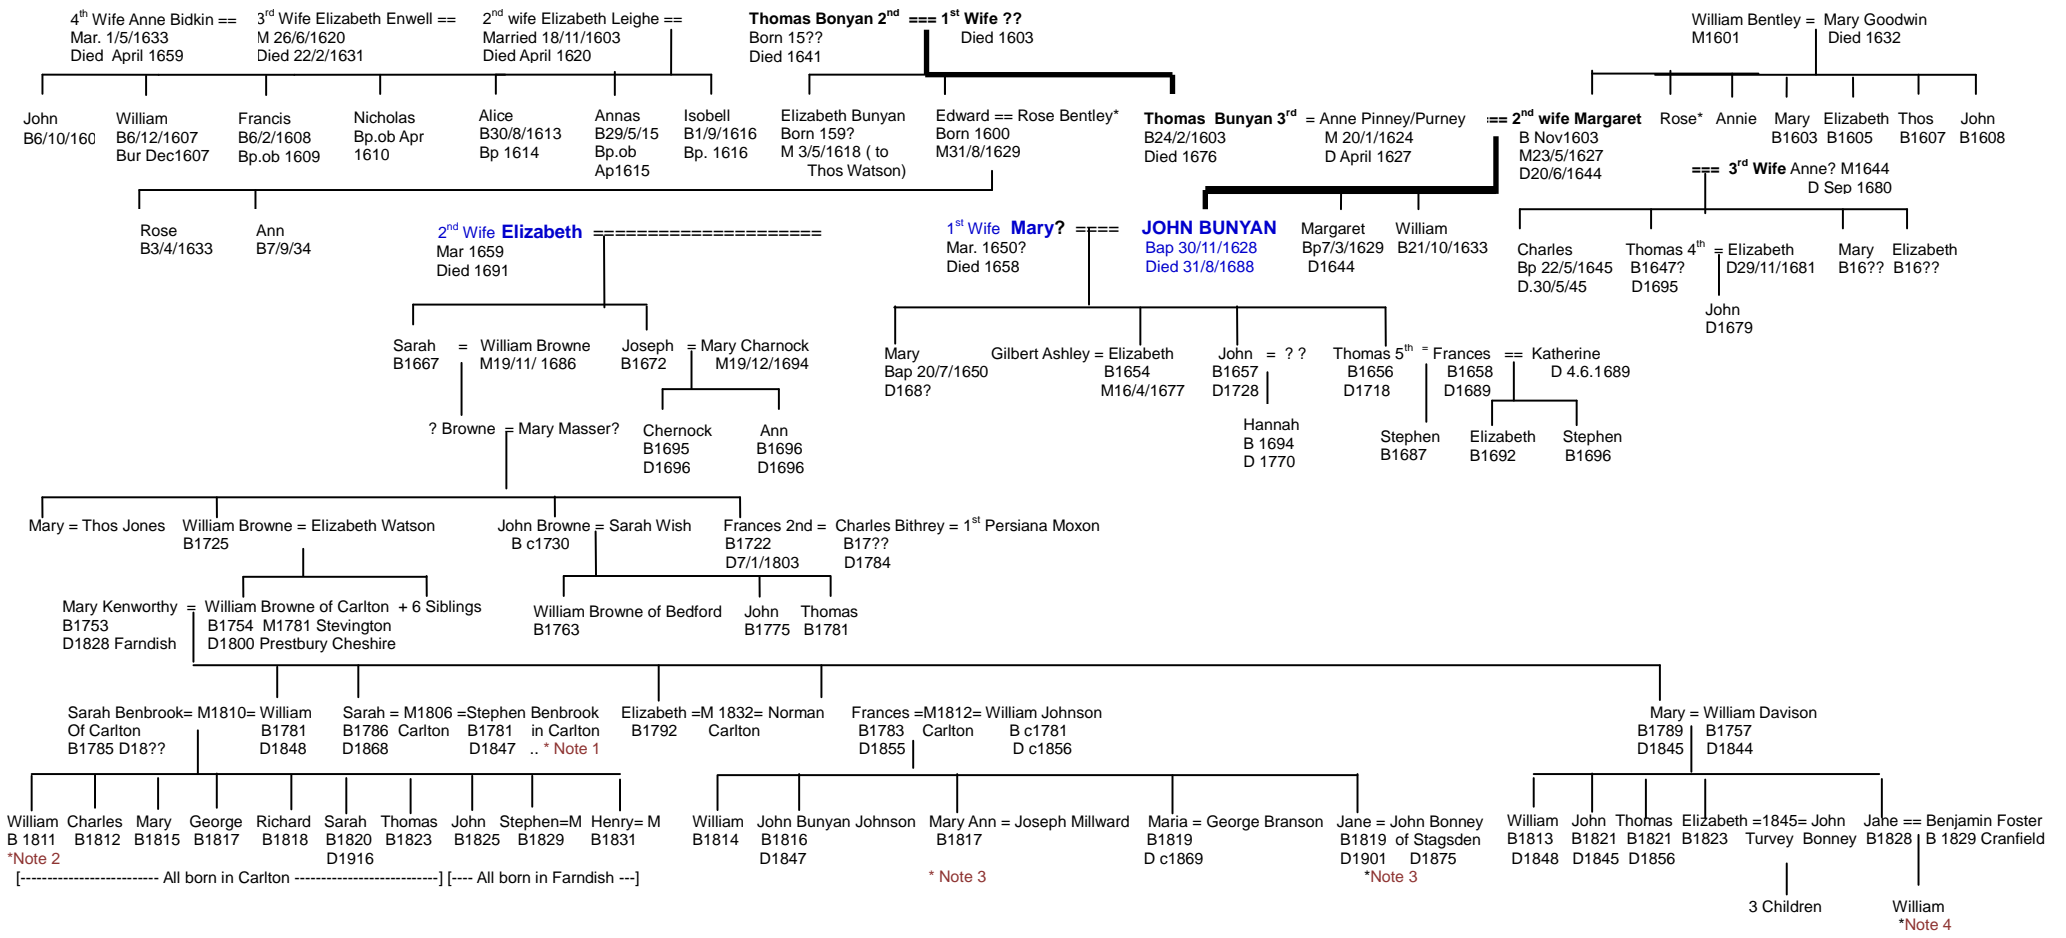 4th Wife Anne Bidkin ==
Mar. 1/5/1633
Died April 1659
3rd Wife Elizabeth Enwell ==
M 26/6/1620
Died 22/2/1631
2nd wife Elizabeth Leighe ==
Married 18/11/1603
Died April 1620
Thomas Bonyan 2nd === 1st Wife ??
Born 15??
Died 1641
Died 1603
William Bentley = Mary Goodwin
M1601
Died 1632
John
B6/10/160
William
B6/12/1607
Bur Dec1607
Francis
B6/2/1608
Bp.ob 1609
Nicholas
Bp.ob Apr
1610
Alice
B30/8/1613
Bp 1614
Annas
B29/5/15
Bp.ob
Ap1615
Isobell
B1/9/1616
Bp. 1616
Elizabeth Bunyan
Born 159?
M 3/5/1618 ( to
Thos Watson)
Edward == Rose Bentley*
Born 1600
M31/8/1629
Thomas Bunyan 3rd = Anne Pinney/Purney
B24/2/1603
Died 1676
M 20/1/1624
D April 1627
== 2nd wife Margaret
B Nov1603
M23/5/1627
D20/6/1644
Rose*
Annie
Mary
B1603
Elizabeth
B1605
Thos
B1607
John
B1608
=== 3rd Wife Anne? M1644
D Sep 1680
Rose
B3/4/1633
Ann
B7/9/34
2nd Wife Elizabeth =====================
Mar 1659
Died 1691
1st Wife Mary? ====
Mar. 1650?
Died 1658
JOHN BUNYAN
Bap 30/11/1628
Died 31/8/1688
Margaret
Bp7/3/1629
D1644
William
B21/10/1633
Charles
Bp 22/5/1645
D.30/5/45
Thomas 4th = Elizabeth
B1647?
D1695
D29/11/1681
Mary
B16??
Elizabeth
B16??
John
D1679
Sarah = William Browne
B1667
M19/11/ 1686
Joseph = Mary Charnock
B1672
M19/12/1694
Mary
Bap 20/7/1650
D168?
Gilbert Ashley = Elizabeth
B1654
M16/4/1677
John = ? ?
B1657
D1728
Thomas 5th = Frances == Katherine
B1656
D1718
B1658
D1689
D 4.6.1689
? Browne = Mary Masser?
Chernock
B1695
D1696
Ann
B1696
D1696
Hannah
B 1694
D 1770
Stephen
B1687
Elizabeth
B1692
Stephen
B1696
Mary = Thos Jones
William Browne = Elizabeth Watson
B1725
John Browne = Sarah Wish
B c1730
Frances 2nd = Charles Bithrey = 1st Persiana Moxon
B1722
D7/1/1803
B17??
D1784
Mary Kenworthy = William Browne of Carlton + 6 Siblings
B1753
D1828 Farndish
B1754 M1781 Stevington
D1800 Prestbury Cheshire
William Browne of Bedford
B1763
John
B1775
Thomas
B1781
Sarah Benbrook= M1810= William
Of Carlton
B1785 D18??
B1781
D1848
Sarah = M1806 =Stephen Benbrook
B1786 Carlton B1781 in Carlton
D1868 D1847 .. * Note 1
Elizabeth =M 1832= Norman
B1792 Carlton
Frances =M1812= William Johnson
B1783 Carlton B c1781
D1855 D c1856
Mary = William Davison
B1789 B1757
D1845 D1844
William
B 1811
*Note 2
Charles
B1812
Mary
B1815
George
B1817
Richard
B1818
Sarah
B1820
D1916
Thomas
B1823
John
B1825
Stephen=M
B1829
Henry= M
B1831
[-------------------------- All born in Carlton ---------------------------] [---- All born in Farndish ---]
William
B1814
John Bunyan Johnson
B1816
D1847
Mary Ann = Joseph Millward
B1817
* Note 3
Maria = George Branson
B1819
D c1869
Jane = John Bonney
B1819 of Stagsden
D1901 D1875
*Note 3
William
B1813
D1848
John
B1821
D1845
Thomas
B1821
D1856
Elizabeth =1845= John
B1823 Turvey Bonney
Jane == Benjamin Foster
B1828 B 1829 Cranfield
3 Children
William
*Note 4